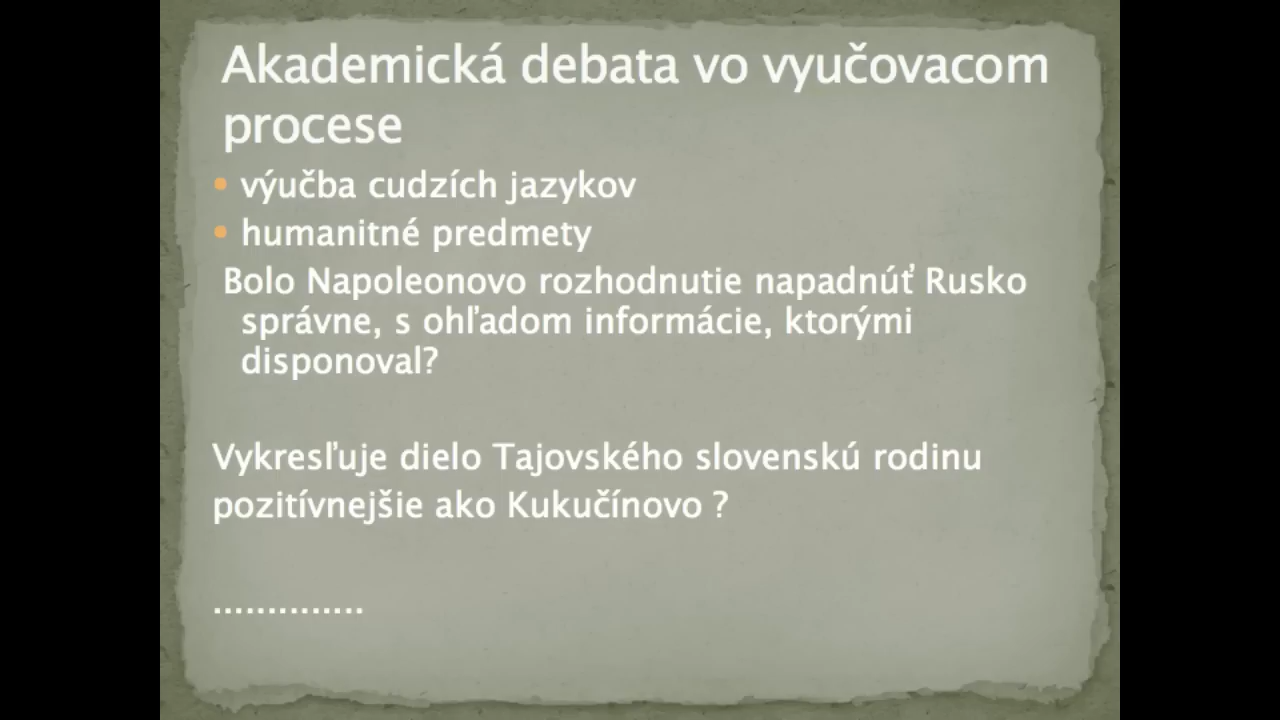 Akademická debata vo vyučovacom
procese
• výučba cudzích jazykov
• humanitné predmety
Bolo Napoleonovo rozhodnutie napadnúť Rusko
správne, s ohľadom informácie, ktorými
disponoval?
Vykresľuje dielo Tajovského slovenskú rodinu
pozitívnejšie ako Kukučínovo ?
..............